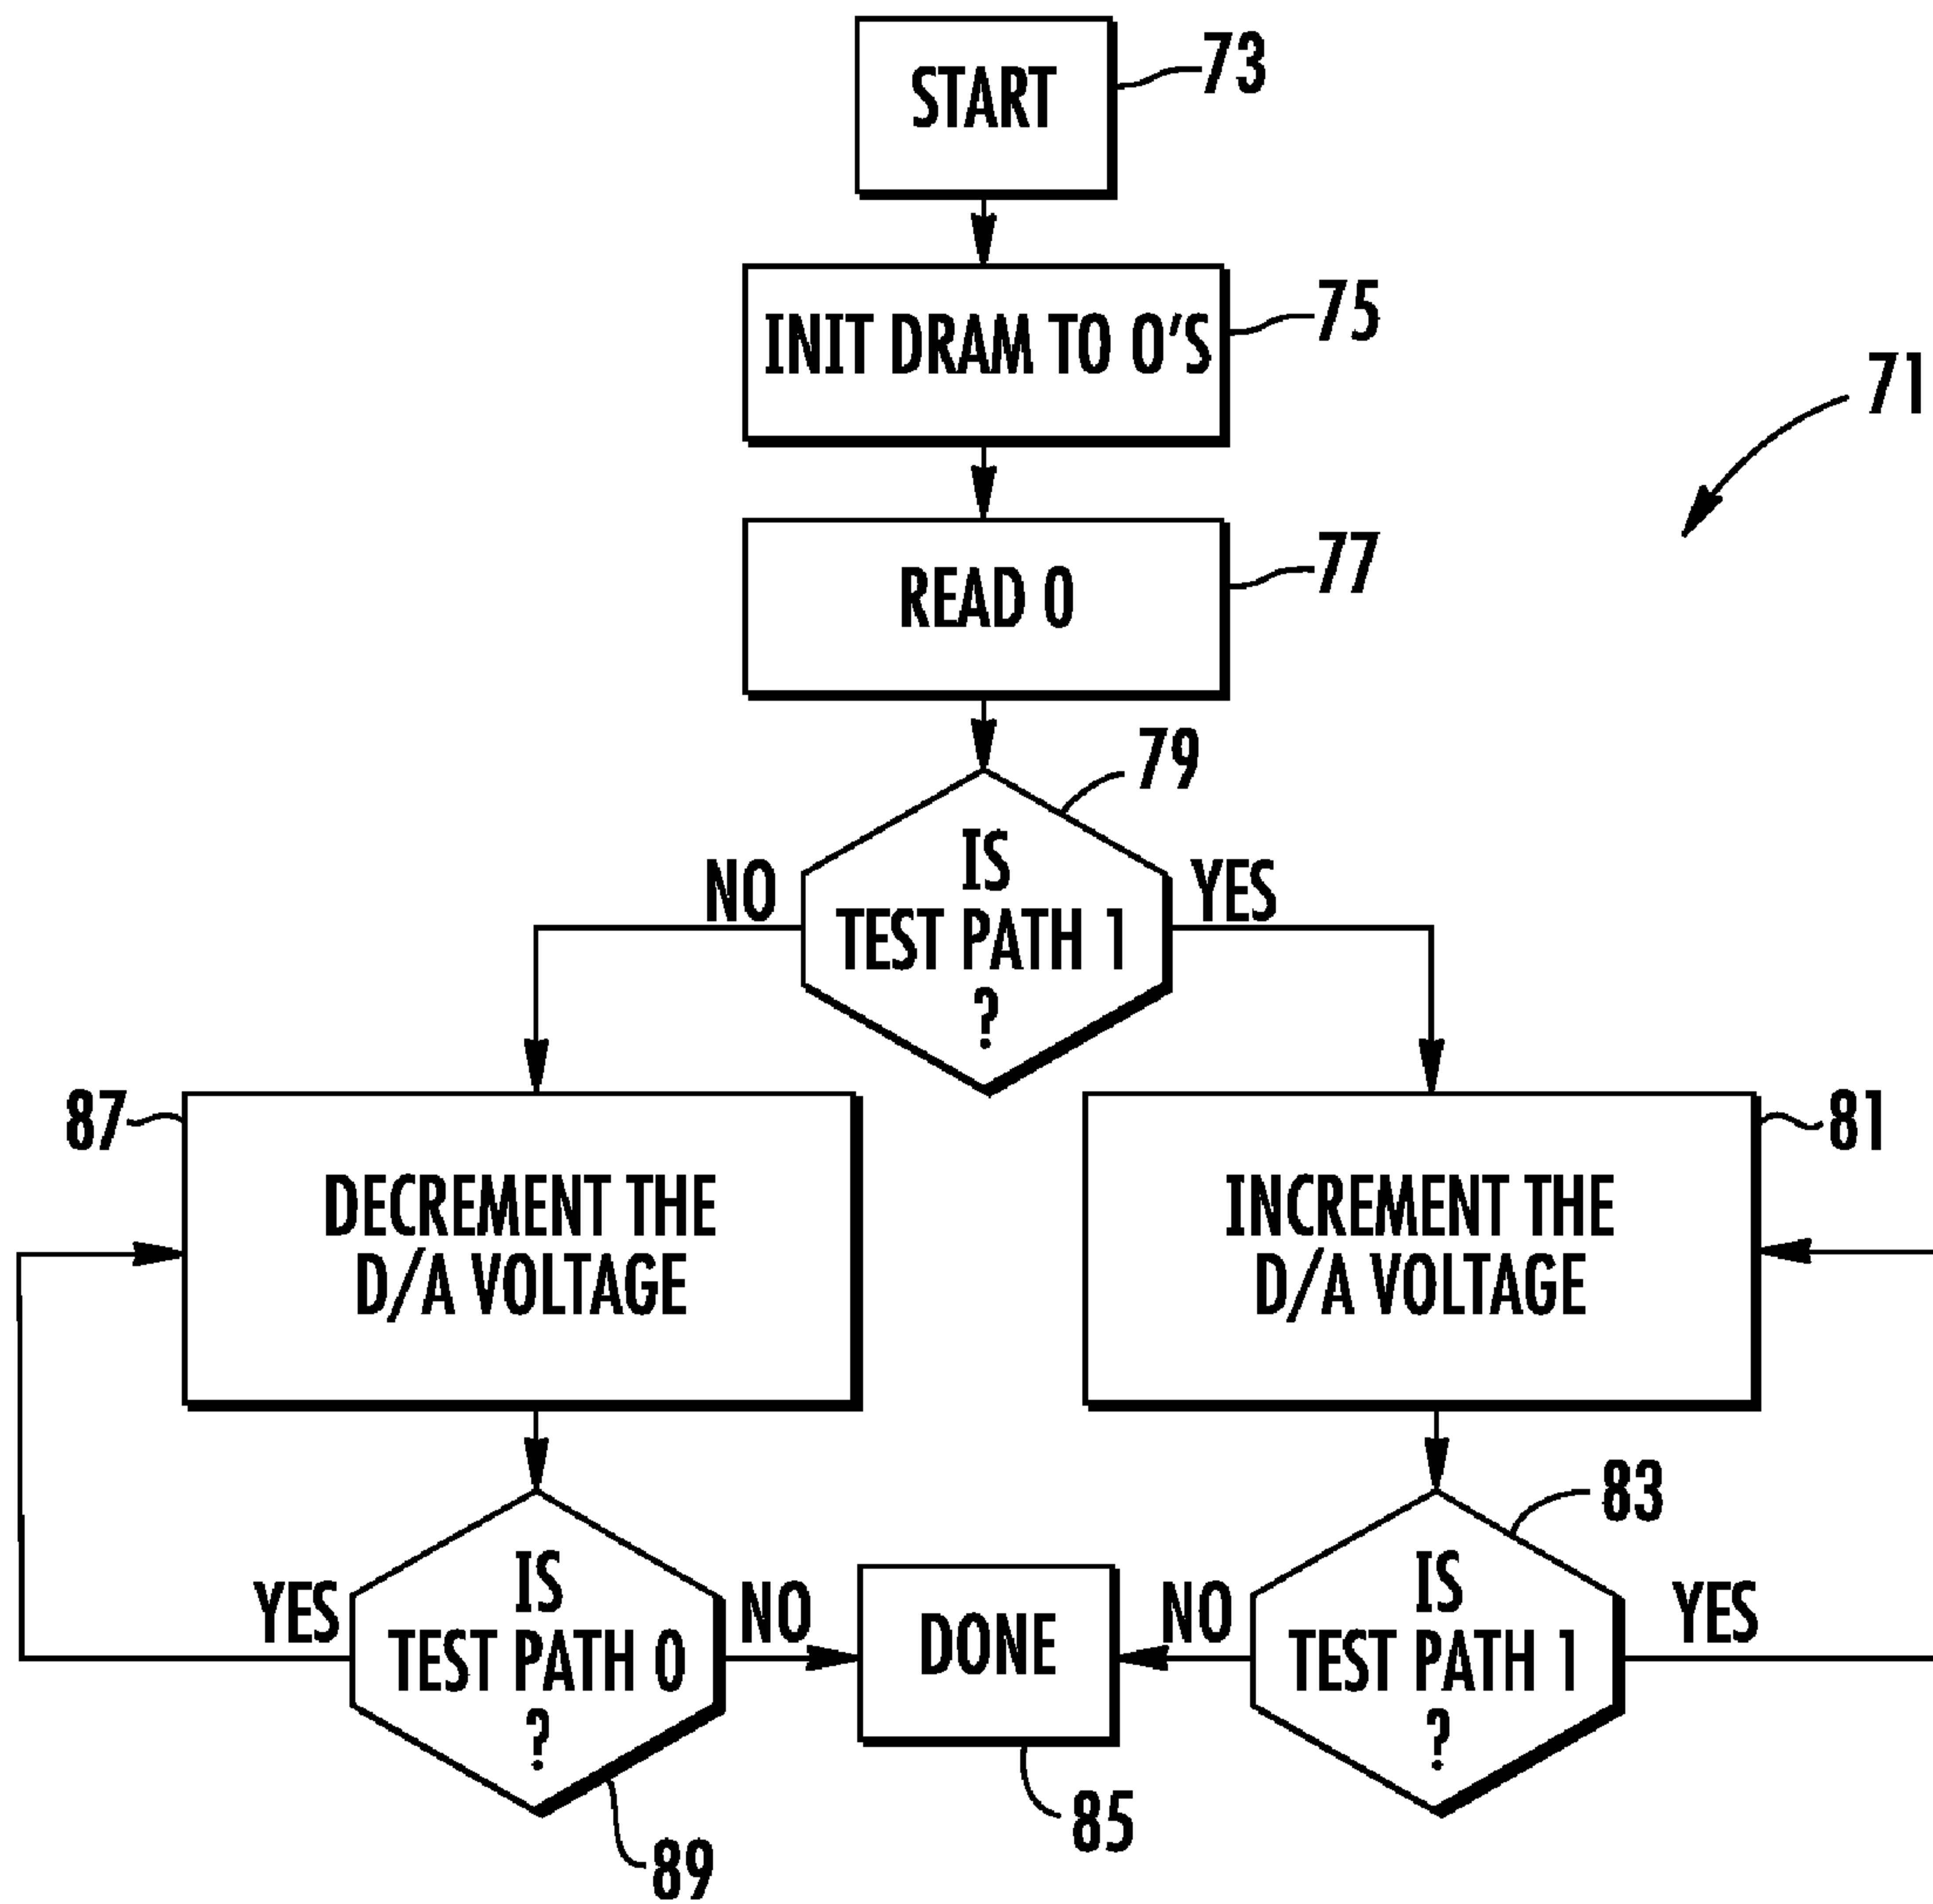 START
73
INIT DRAM TO 0'S
75
71
READ 0
77
79
IS
TEST PATH 1
?
NO
YES
87
DECREMENT THE
D/A VOLTAGE
81
INCREMENT THE
D/A VOLTAGE
83
YES
IS
TEST PATH 0
?
NO
DONE
NO
IS
TEST PATH 1
?
YES
85
89